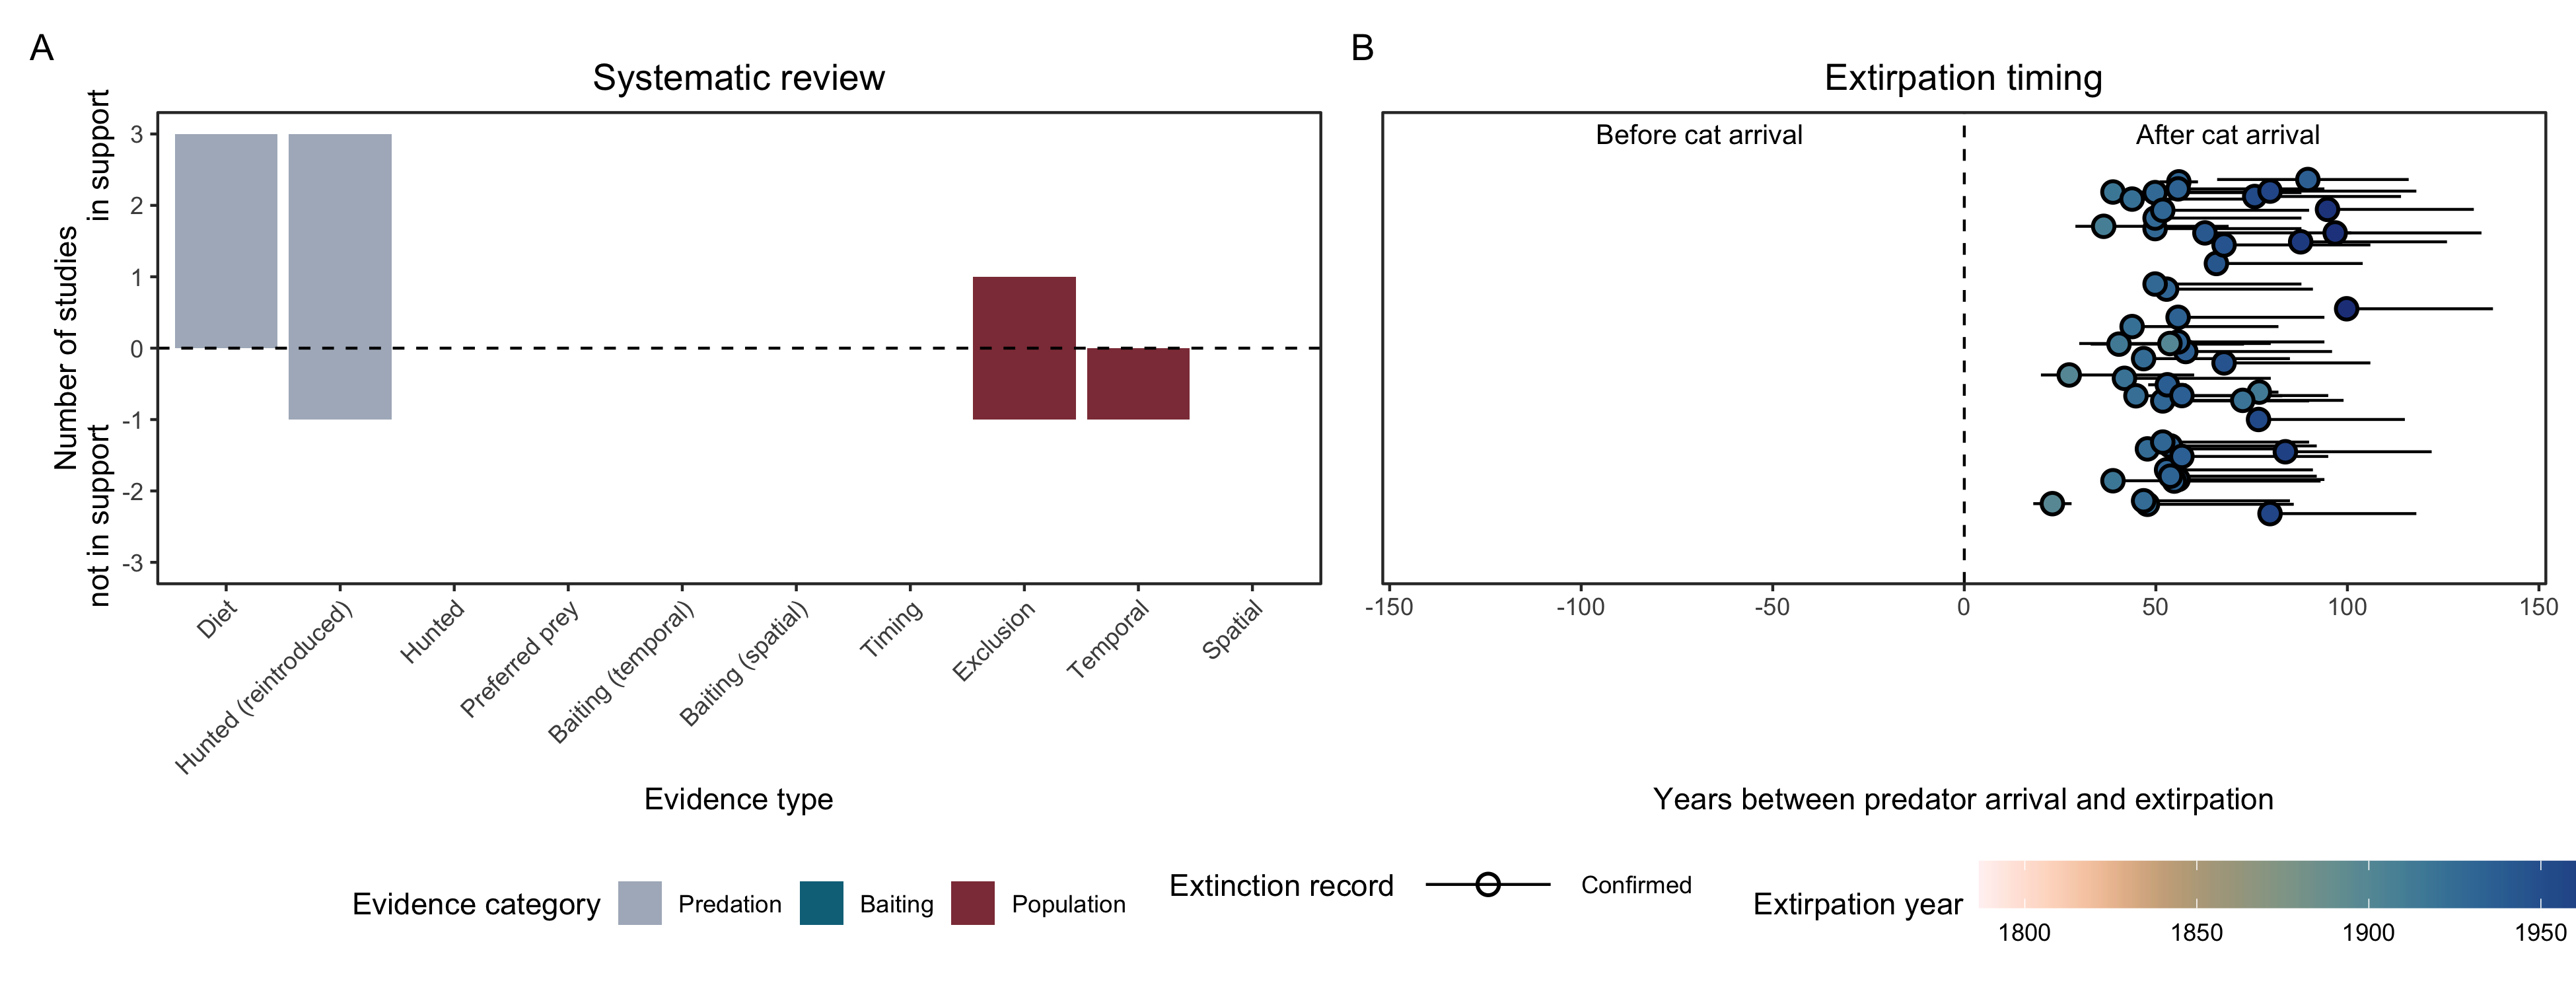 A
Systematic review
Number of studies
not in support
in support
3
2
1
0
-1
-2
-3
Diet
Hunted (reintroduced)
Hunted
Preferred prey
Baiting (temporal)
Baiting (spatial)
Timing
Exclusion
Temporal
Spatial
Evidence type
B
Extirpation timing
Before cat arrival
After cat arrival
-150
-100
-50
0
50
100
150
Years between predator arrival and extirpation
Evidence category
Predation
Baiting
Population
Extinction record
Confirmed
Extirpation year
1800
1850
1900
1950